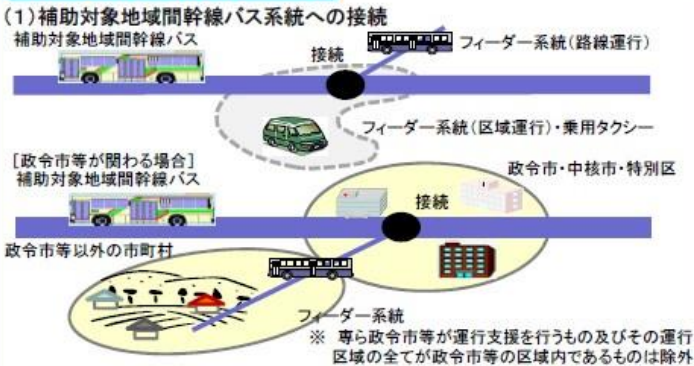 (1)補助対象地域間幹線バス系統への接続
補助対象地域間幹線バス
接続
フィーダー系統(路線運行)
フィーダー系統(区域運行)・乗用タクシー
[政令市等が関わる場合]
補助対象地域間幹線バス
政令市・中核市・特別区
接続
政令市等以外の市町村
フィーダー系統
※ 専ら政令市等が運行支援を行うもの及びその運行
区域の全てが政令市等の区域内であるものは除外